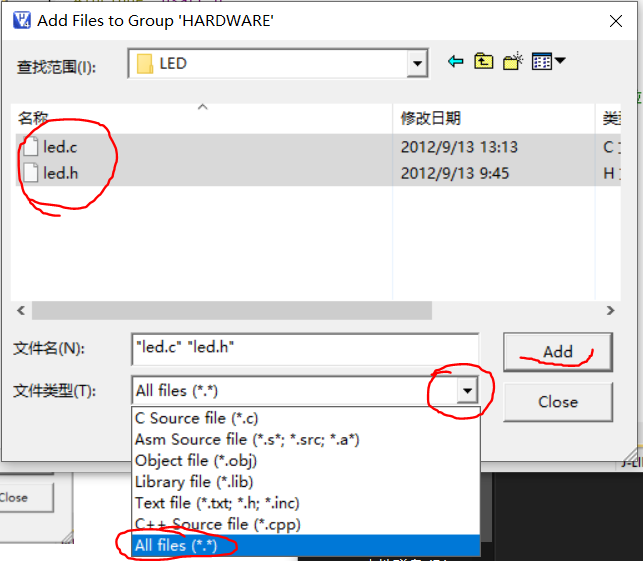 Add Files to Group 'HARDWARE'
查找范围(I):
LED
名称
修改日期
led.c
2012/9/13 13:13
C
led.h
2012/9/13 9:45
H
文件名(N):
"led.c" "led.h"
Add
文件类型(T):
All files (*.*)
Close
C Source file (*.c)
Asm Source file (*.s*; *.src; *.a*)
Object file (*.obj)
Library file (*.lib)
Text file (*.txt; *.h; *.inc)
C++ Source file (*.cpp)
All files (*.*)
Close